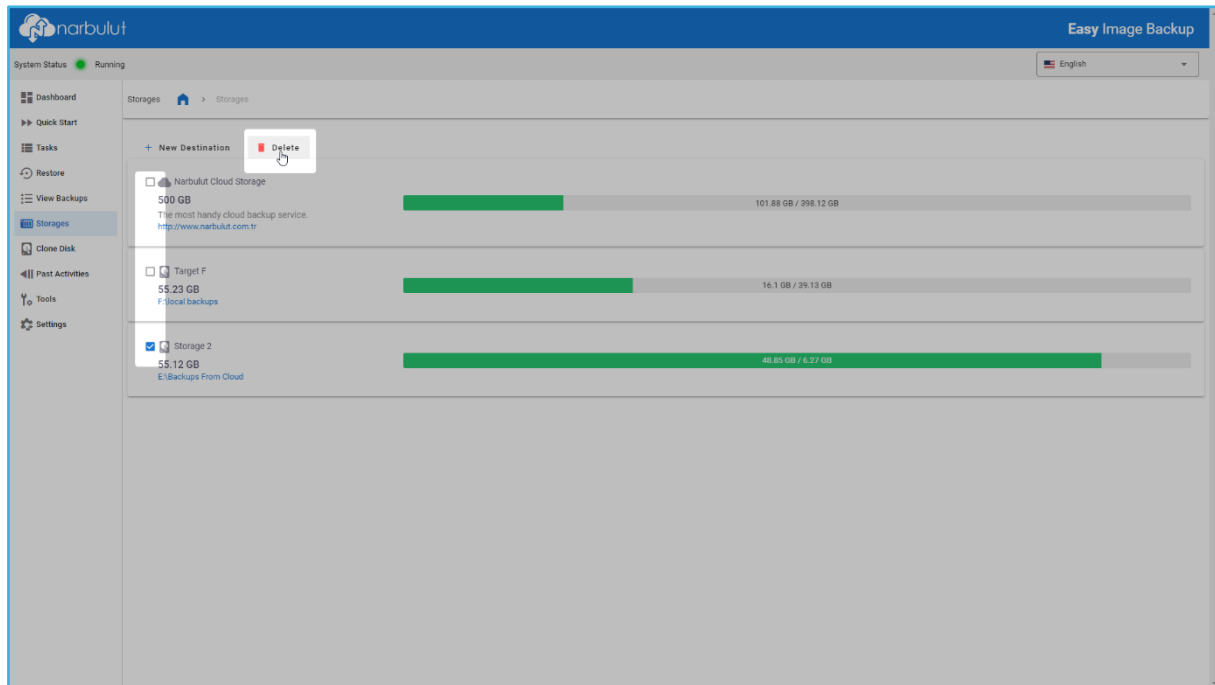 narbulut
Easy Image Backup
System Status Running
English
Dashboard
Quick Start
Tasks
Restore
View Backups
Storages
Clone Disk
Past Activities
Tools
Settings
Storages > Storages
+ New Destination Delete
Narbulut Cloud Storage
500 GB
The most handy cloud backup service.
http://www.narbulut.com.tr
101.88 GB / 398.12 GB
Target F
55.23 GB
F:\local backups
16.1 GB / 39.13 GB
Storage 2
55.12 GB
E:\Backups From Cloud
48.85 GB / 6.27 GB